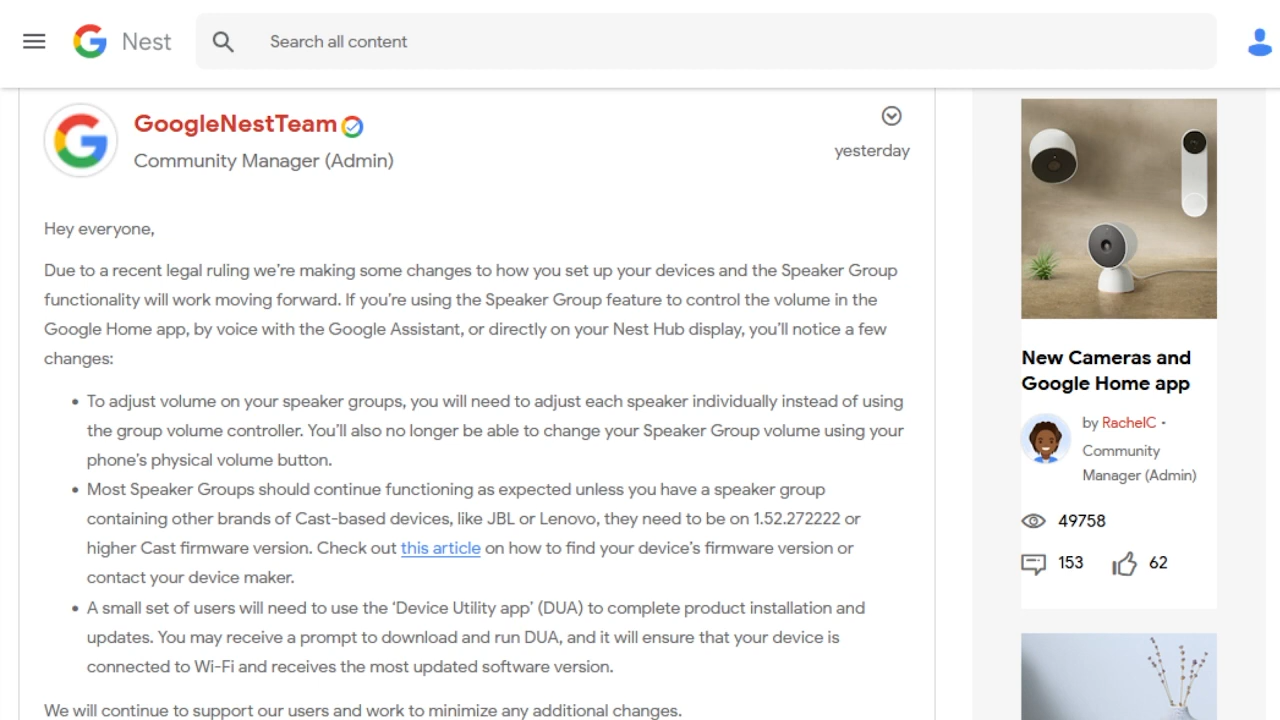 Nest
Search all content
GoogleNestTeam
Community Manager (Admin)
yesterday
Hey everyone,
Due to a recent legal ruling we're making some changes to how you set up your devices and the Speaker Group
functionality will work moving forward. If you're using the Speaker Group feature to control the volume in the
Google Home app, by voice with the Google Assistant, or directly on your Nest Hub display, you'll notice a few
changes:
• To adjust volume on your speaker groups, you will need to adjust each speaker individually instead of using
the group volume controller. You'll also no longer be able to change your Speaker Group volume using your
phone's physical volume button.
• Most Speaker Groups should continue functioning as expected unless you have a speaker group
containing other brands of Cast-based devices, like JBL or Lenovo, they need to be on 1.52.272222 or
higher Cast firmware version. Check out this article on how to find your device's firmware version or
contact your device maker.
• A small set of users will need to use the ‘Device Utility app’ (DUA) to complete product installation and
updates. You may receive a prompt to download and run DUA, and it will ensure that your device is
connected to Wi-Fi and receives the most updated software version.
We will continue to support our users and work to minimize any additional changes.
New Cameras and
Google Home app
by RachelC •
Community
Manager (Admin)
49758
153 62